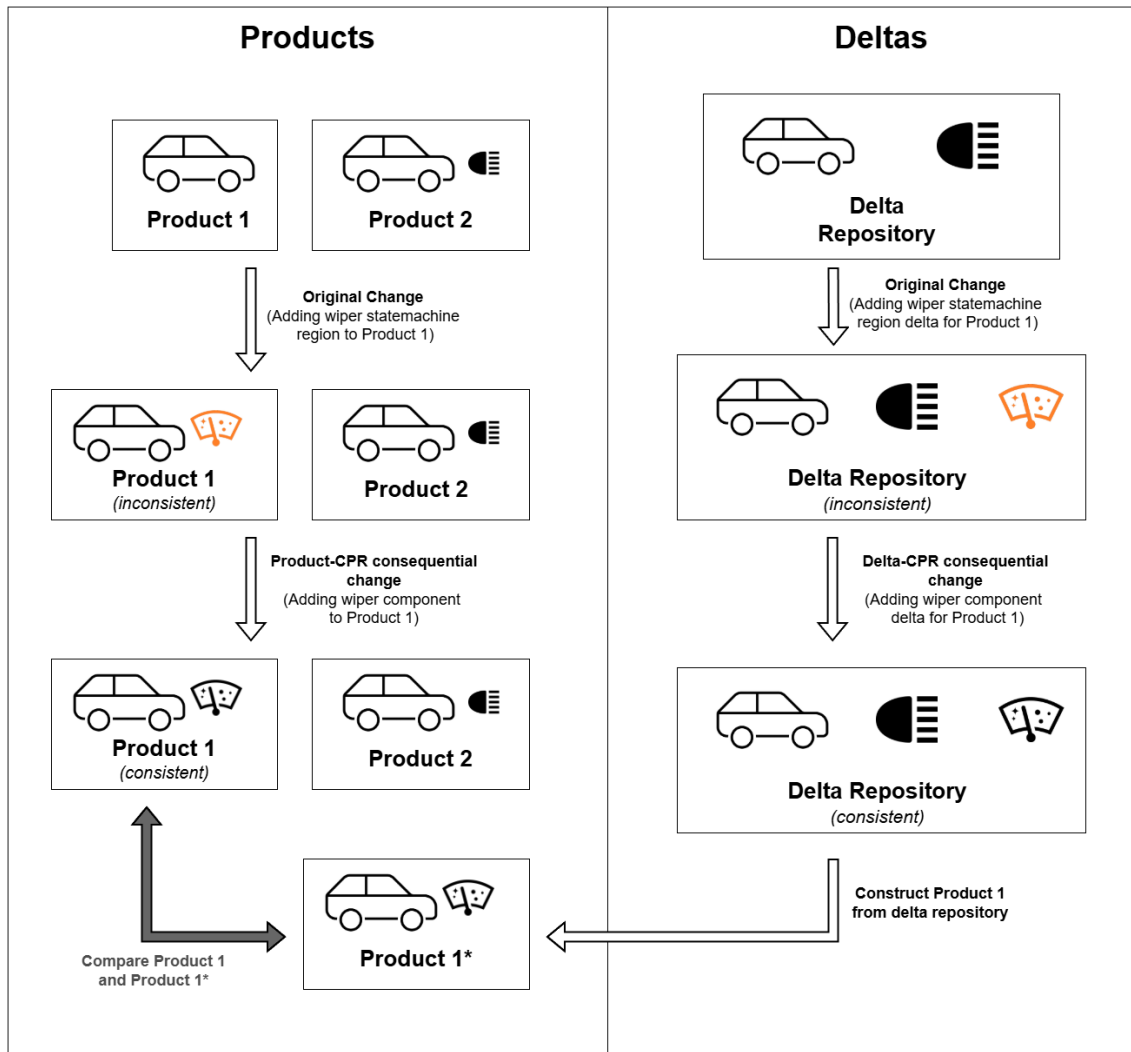 Products
Deltas
Product 1
Product 2
Delta
Repository
Original Change
(Adding wiper statemachine
region to Product 1)
Original Change
(Adding wiper statemachine
region delta for Product 1)
Product 1
(inconsistent)
Product 2
Delta Repository
(inconsistent)
Product-CPR consequential
change
(Adding wiper component
to Product 1)
Delta-CPR consequential
change
(Adding wiper component
delta for Product 1)
Product 1
(consistent)
Product 2
Delta Repository
(consistent)
Product 1*
Construct Product 1
from delta repository
Compare Product 1
and Product 1*